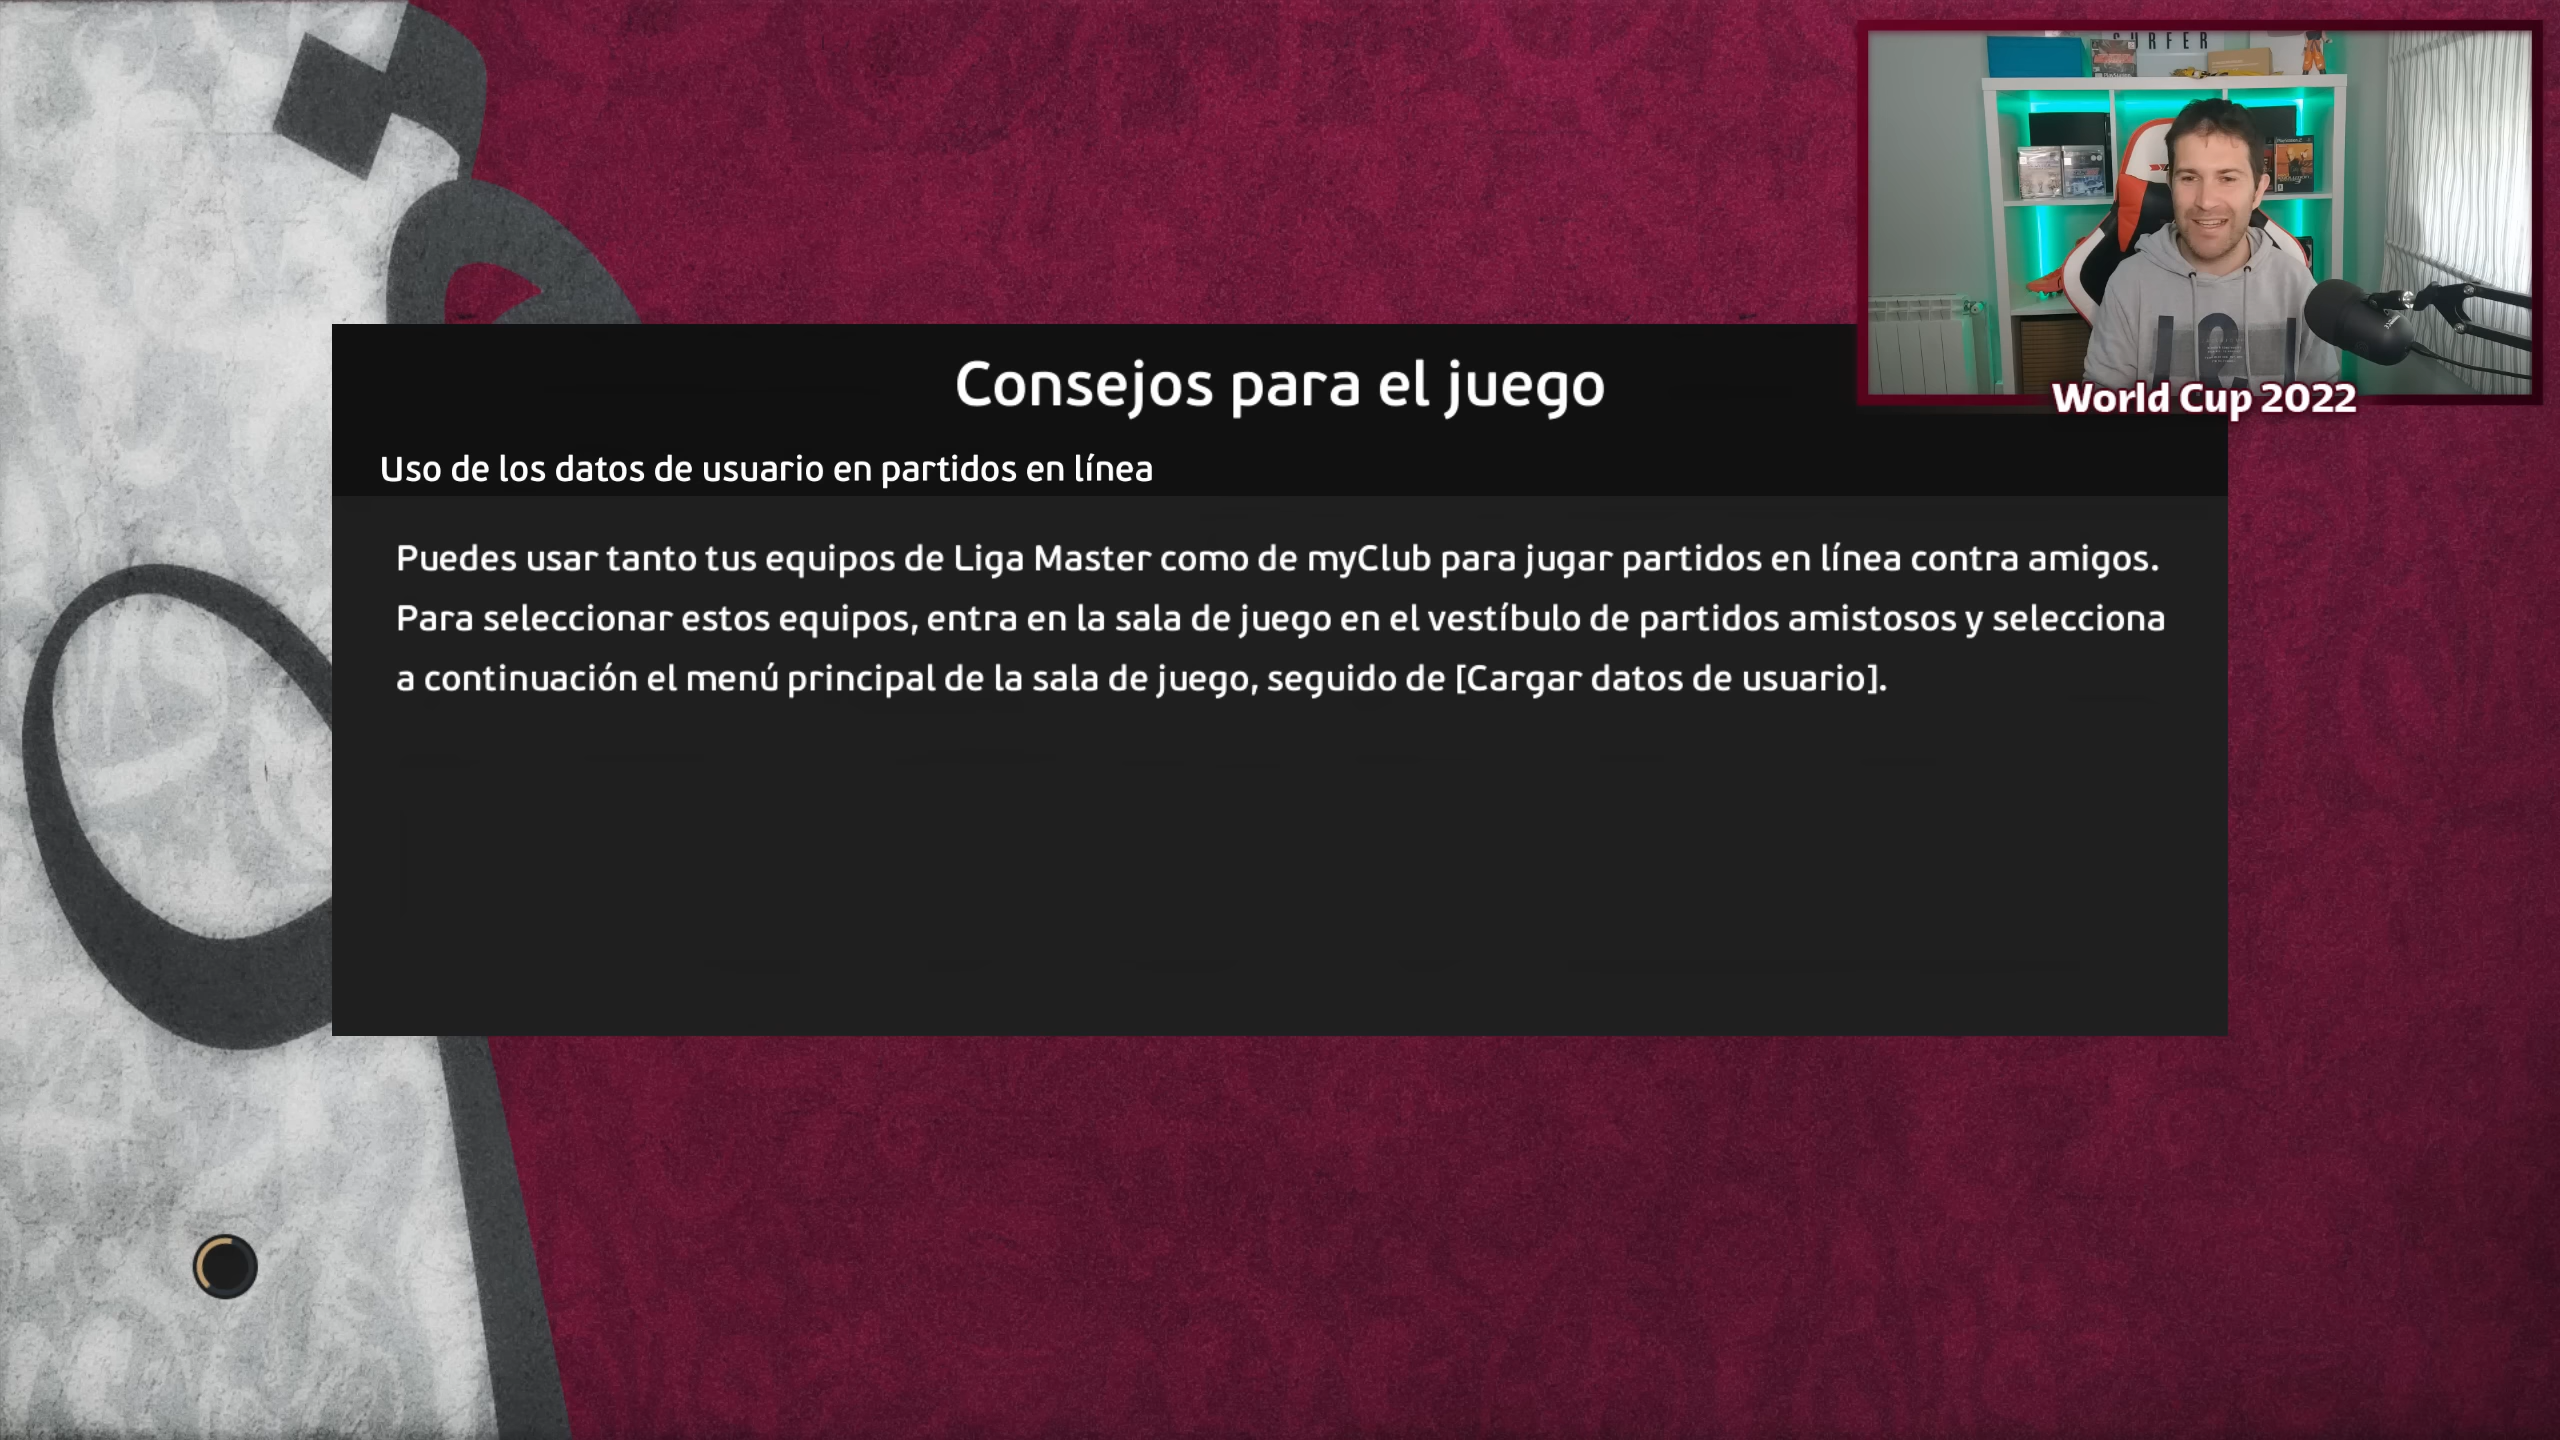 SURFER
World Cup 2022
Consejos para el juego
Uso de los datos de usuario en partidos en línea
Puedes usar tanto tus equipos de Liga Master como de myClub para jugar partidos en línea contra amigos.
Para seleccionar estos equipos, entra en la sala de juego en el vestíbulo de partidos amistosos y selecciona
a continuación el menú principal de la sala de juego, seguido de [Cargar datos de usuario].